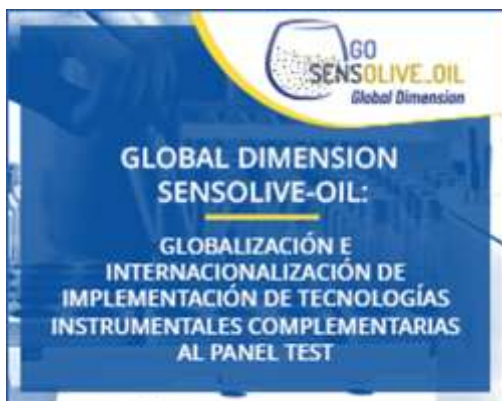 GO
SENSOLIVE_OIL
Global Dimension
GLOBAL DIMENSION
SENSOLIVE-OIL:
GLOBALIZACIÓN E
INTERNACIONALIZACIÓN DE
IMPLEMENTACIÓN DE TECNOLOGÍAS
INSTRUMENTALES COMPLEMENTARIAS
AL PANEL TEST